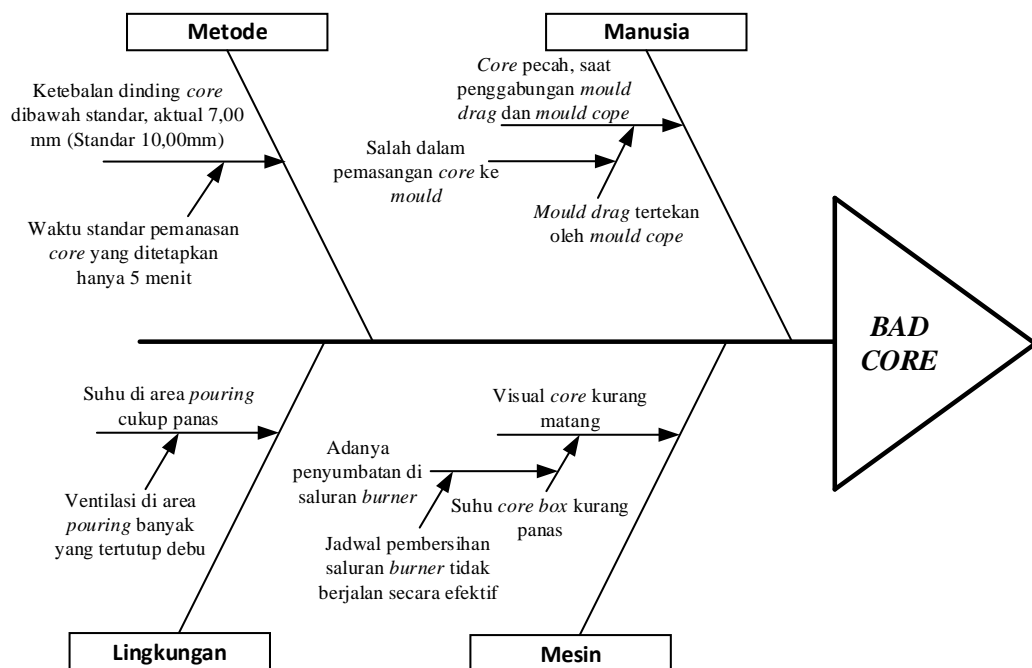 Metode
Manusia
Ketebalan dinding core
dibawah standar, aktual 7,00
mm (Standar 10,00mm)
Waktu standar pemanasan
core yang ditetapkan
hanya 5 menit
Core pecah, saat
penggabungan mould
drag dan mould cope
Salah dalam
pemasangan core ke
mould
Mould drag tertekan
oleh mould cope
BAD
CORE
Suhu di area pouring
cukup panas
Ventilasi di area
pouring banyak
yang tertutup debu
Visual core kurang
matang
Adanya
penyumbatan di
saluran burner
Suhu core box kurang
panas
Jadwal pembersihan
saluran burner tidak
berjalan secara efektif
Lingkungan
Mesin